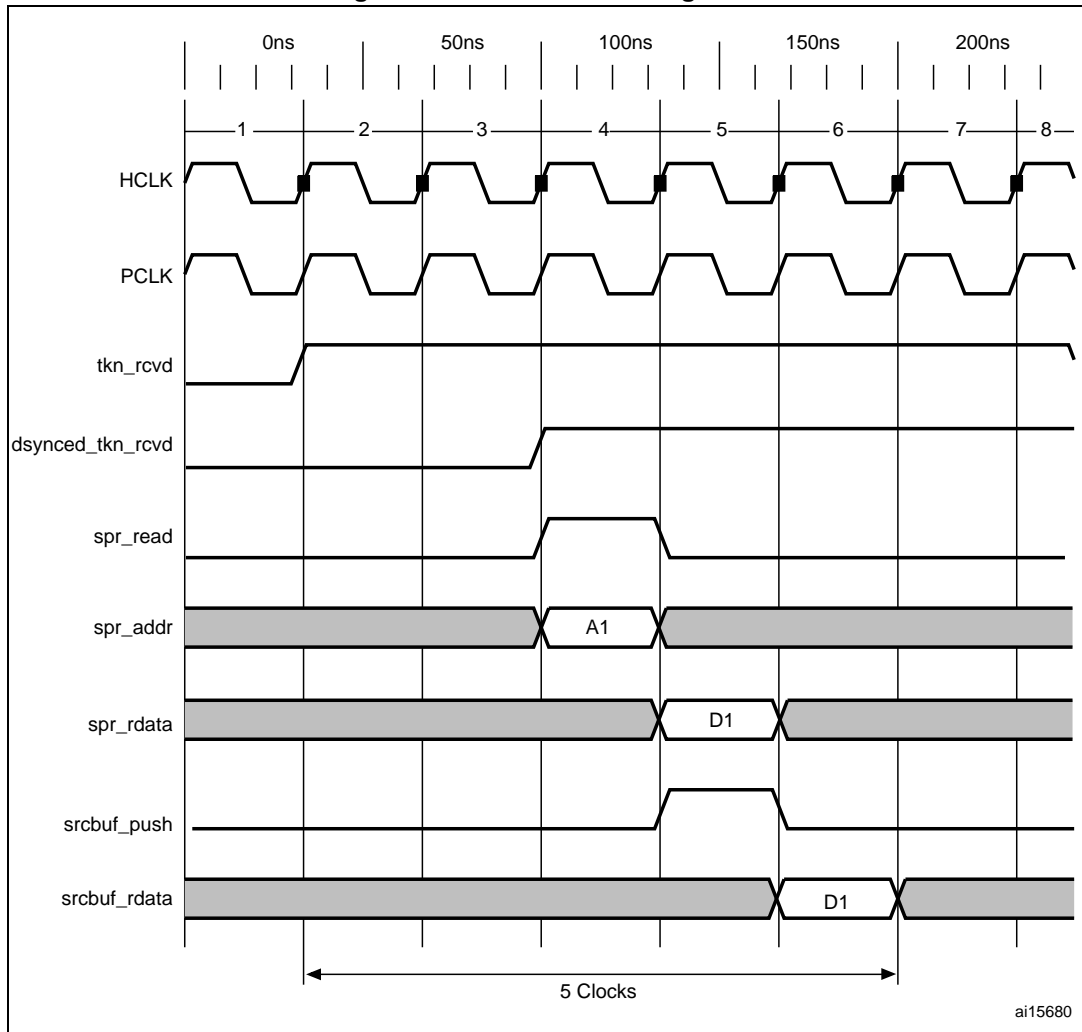 0ns 50ns 100ns 150ns 200ns
1 2 3 4 5 6 7 8
HCLK
PCLK
tkn_rcvd
dsynced_tkn_rcvd
spr_read
spr_addr A1
spr_rdata D1
srcbuf_push
srcbuf_rdata D1
5 Clocks
ai15680